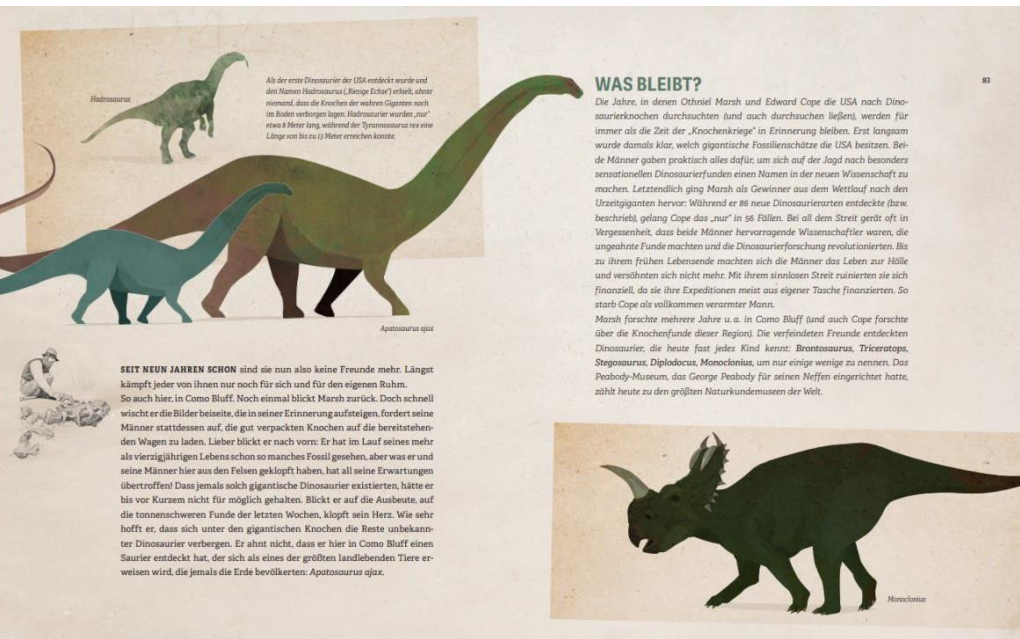 Hadrosaurus
Als der erste Dinosaurier der USA entdeckt wurde und
den Namen Hadrosaurus („Riesige Echse“) erhielt, ahnte
niemand, dass die Knochen der wahren Giganten noch
im Boden verborgen lagen. Hadrosaurier wurden „nur“
etwa 8 Meter lang, während der Tyrannosaurus rex eine
Länge von bis zu 13 Meter erreichen konnte.
Apatosaurus ajax
SEIT NEUN JAHREN SCHON sind sie nun also keine Freunde mehr. Längst
kämpft jeder von ihnen nur noch für sich und für den eigenen Ruhm.
So auch hier, in Como Bluff. Noch einmal blickt Marsh zurück. Doch schnell
wischt er die Bilder beiseite, die in seiner Erinnerung aufsteigen, fordert seine
Männer stattdessen auf, die gut verpackten Knochen auf die bereitstehen-
den Wagen zu laden. Lieber blickt er nach vorn: Er hat im Lauf seines mehr
als vierzigjährigen Lebens schon so manches Fossil gesehen, aber was er und
seine Männer hier aus den Felsen geklopft haben, hat all seine Erwartungen
übertroffen! Dass jemals solch gigantische Dinosaurier existierten, hätte er
bis vor Kurzem nicht für möglich gehalten. Blickt er auf die Ausbeute, auf
die tonnenschweren Funde der letzten Wochen, klopft sein Herz. Wie sehr
hofft er, dass sich unter den gigantischen Knochen die Reste unbekann-
ter Dinosaurier verbergen. Er ahnt nicht, dass er hier in Como Bluff einen
Saurier entdeckt hat, der sich als eines der größten landlebenden Tiere er-
weisen wird, die jemals die Erde bevölkerten: Apatosaurus ajax.
83
WAS BLEIBT?
Die Jahre, in denen Othniel Marsh und Edward Cope die USA nach Dino-
saurierknochen durchsuchten (und auch durchsuchen ließen), werden für
immer als die Zeit der „Knochenkriege“ in Erinnerung bleiben. Erst langsam
wurde damals klar, welch gigantische Fossilienschätze die USA besitzen. Bei-
de Männer gaben praktisch alles dafür, um sich auf der Jagd nach besonders
sensationellen Dinosaurierfunden einen Namen in der neuen Wissenschaft zu
machen. Letztendlich ging Marsh als Gewinner aus dem Wettlauf nach den
Urzeitgiganten hervor: Während er 86 neue Dinosaurierarten entdeckte (bzw.
beschrieb), gelang Cope das „nur“ in 56 Fällen. Bei all dem Streit gerät oft in
Vergessenheit, dass beide Männer hervorragende Wissenschaftler waren, die
ungeahnte Funde machten und die Dinosaurierforschung revolutionierten. Bis
zu ihrem frühen Lebensende machten sich die Männer das Leben zur Hölle
und versöhnten sich nicht mehr. Mit ihrem sinnlosen Streit ruinierten sie sich
finanziell, da sie ihre Expeditionen meist aus eigener Tasche finanzierten. So
starb Cope als vollkommen verarmter Mann.
Marsh forschte mehrere Jahre u. a. in Como Bluff (und auch Cope forschte
über die Knochenfunde dieser Region). Die verfeindeten Freunde entdeckten
Dinosaurier, die heute fast jedes Kind kennt: Brontosaurus, Triceratops,
Stegosaurus, Diplodocus, Monoclonius, um nur einige wenige zu nennen. Das
Peabody-Museum, das George Peabody für seinen Neffen eingerichtet hatte,
zählt heute zu den größten Naturkundemuseen der Welt.
Monoclonius